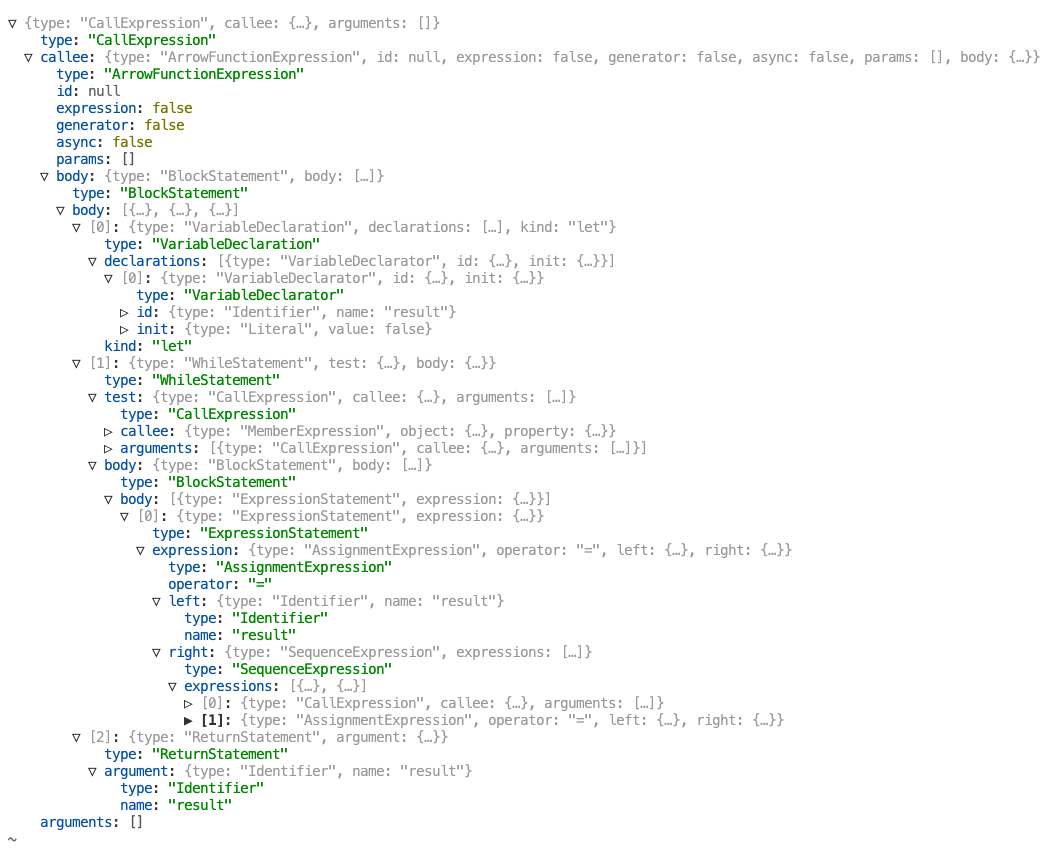 ▽ {type: "CallExpression", callee: {…}, arguments: []}
type: "CallExpression"
▽ callee: {type: "ArrowFunctionExpression", id: null, expression: false, generator: false, async: false, params: [], body: {…}}
type: "ArrowFunctionExpression"
id: null
expression: false
generator: false
async: false
params: []
▽ body: {type: "BlockStatement", body: […]}
type: "BlockStatement"
▽ body: [{…}, {…}, {…}]
▽ [0]: {type: "VariableDeclaration", declarations: […], kind: "let"}
type: "VariableDeclaration"
▽ declarations: [{type: "VariableDeclarator", id: {…}, init: {…}}]
▽ [0]: {type: "VariableDeclarator", id: {…}, init: {…}}
type: "VariableDeclarator"
▷ id: {type: "Identifier", name: "result"}
▷ init: {type: "Literal", value: false}
kind: "let"
▽ [1]: {type: "WhileStatement", test: {…}, body: {…}}
type: "WhileStatement"
▽ test: {type: "CallExpression", callee: {…}, arguments: […]}
type: "CallExpression"
▷ callee: {type: "MemberExpression", object: {…}, property: {…}}
▷ arguments: [{type: "CallExpression", callee: {…}, arguments: […]}]
▽ body: {type: "BlockStatement", body: […]}
type: "BlockStatement"
▽ body: [{type: "ExpressionStatement", expression: {…}}]
▽ [0]: {type: "ExpressionStatement", expression: {…}}
type: "ExpressionStatement"
▽ expression: {type: "AssignmentExpression", operator: "=", left: {…}, right: {…}}
type: "AssignmentExpression"
operator: "="
▽ left: {type: "Identifier", name: "result"}
type: "Identifier"
name: "result"
▽ right: {type: "SequenceExpression", expressions: […]}
type: "SequenceExpression"
▽ expressions: [{…}, {…}]
▷ [0]: {type: "CallExpression", callee: {…}, arguments: […]}
▶ [1]: {type: "AssignmentExpression", operator: "=", left: {…}, right: {…}}
▽ [2]: {type: "ReturnStatement", argument: {…}}
type: "ReturnStatement"
▽ argument: {type: "Identifier", name: "result"}
type: "Identifier"
name: "result"
arguments: []
~